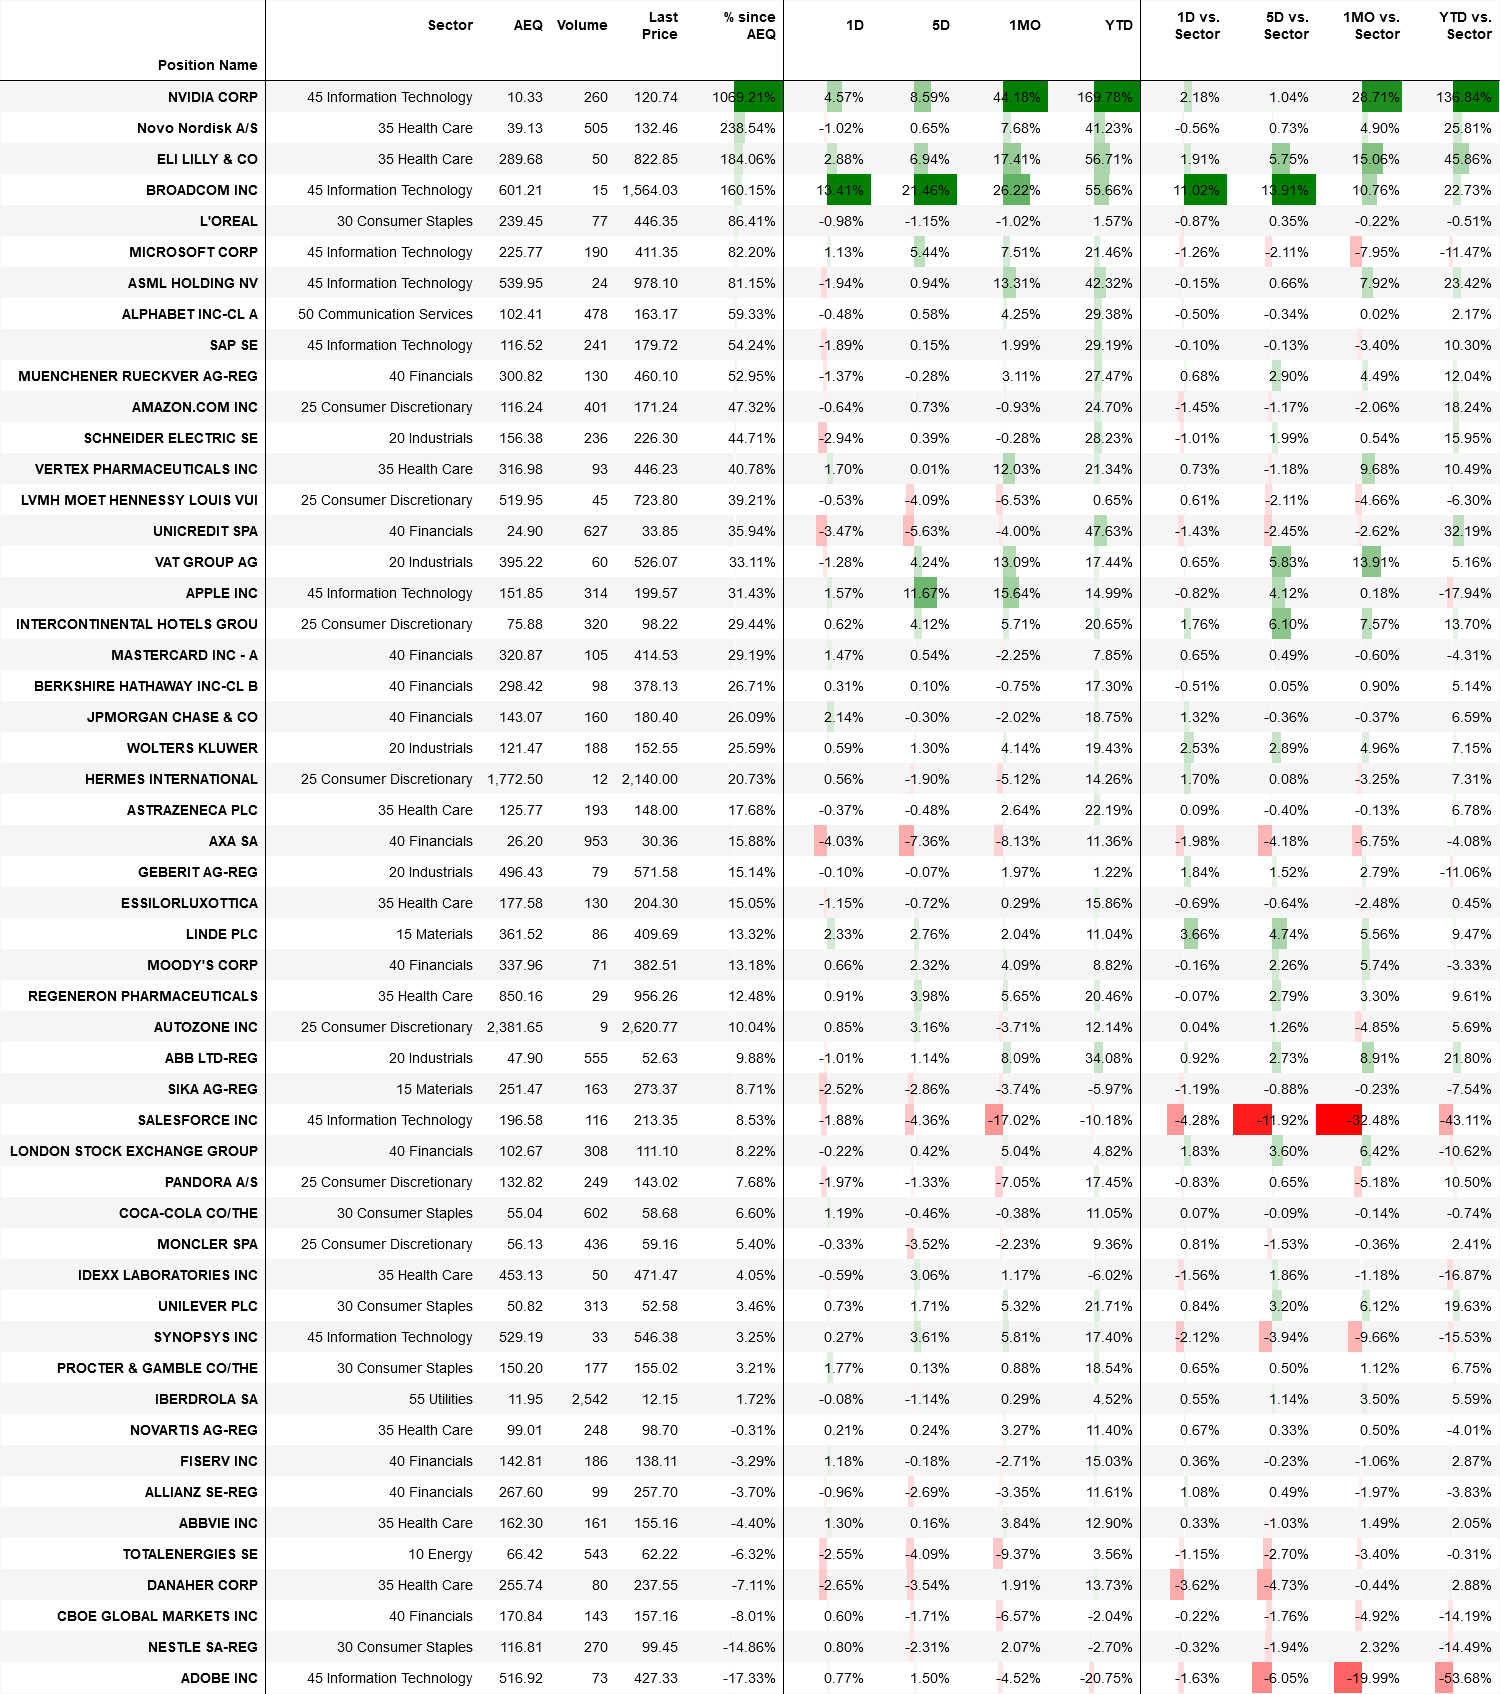 Position Name Sector AEQ Volume Last Price % since AEQ 1D 5D 1MO YTD 1D vs. Sector 5D vs. Sector 1MO vs. Sector YTD vs. Sector
NVIDIA CORP 45 Information Technology 10.33 260 120.74 1069.21% 4.57% 8.59% 44.18% 169.78% 2.18% 1.04% 28.71% 136.84%
Novo Nordisk A/S 35 Health Care 39.13 505 132.46 238.54% -1.02% 0.65% 7.68% 41.23% -0.56% 0.73% 4.90% 25.81%
ELI LILLY & CO 35 Health Care 289.68 50 822.85 184.06% 2.88% 6.94% 17.41% 56.71% 1.91% 5.75% 15.06% 45.86%
BROADCOM INC 45 Information Technology 601.21 15 1,564.03 160.15% 13.41% 21.46% 26.22% 55.66% 11.02% 13.91% 10.76% 22.73%
L'OREAL 30 Consumer Staples 239.45 77 446.35 86.41% -0.98% -1.15% -1.02% 1.57% -0.87% 0.35% -0.22% -0.51%
MICROSOFT CORP 45 Information Technology 225.77 190 411.35 82.20% 1.13% 5.44% 7.51% 21.46% -1.26% -2.11% -7.95% -11.47%
ASML HOLDING NV 45 Information Technology 539.95 24 978.10 81.15% -1.94% 0.94% 13.31% 42.32% -0.15% 0.66% 7.92% 23.42%
ALPHABET INC-CL A 50 Communication Services 102.41 478 163.17 59.33% -0.48% 0.58% 4.25% 29.38% -0.50% -0.34% 0.02% 2.17%
SAP SE 45 Information Technology 116.52 241 179.72 54.24% -1.89% 0.15% 1.99% 29.19% -0.10% -0.13% -3.40% 10.30%
MUENCHENER RUECKVER AG-REG 40 Financials 300.82 130 460.10 52.95% -1.37% -0.28% 3.11% 27.47% 0.68% 2.90% 4.49% 12.04%
AMAZON.COM INC 25 Consumer Discretionary 116.24 401 171.24 47.32% -0.64% 0.73% -0.93% 24.70% -1.45% -1.17% -2.06% 18.24%
SCHNEIDER ELECTRIC SE 20 Industrials 156.38 236 226.30 44.71% -2.94% 0.39% -0.28% 28.23% -1.01% 1.99% 0.54% 15.95%
VERTEX PHARMACEUTICALS INC 35 Health Care 316.98 93 446.23 40.78% 1.70% 0.01% 12.03% 21.34% 0.73% -1.18% 9.68% 10.49%
LVMH MOET HENNESSY LOUIS VUI 25 Consumer Discretionary 519.95 45 723.80 39.21% -0.53% -4.09% -6.53% 0.65% 0.61% -2.11% -4.66% -6.30%
UNICREDIT SPA 40 Financials 24.90 627 33.85 35.94% -3.47% -5.63% -4.00% 47.63% -1.43% -2.45% -2.62% 32.19%
VAT GROUP AG 20 Industrials 395.22 60 526.07 33.11% -1.28% 4.24% 13.09% 17.44% 0.65% 5.83% 13.91% 5.16%
APPLE INC 45 Information Technology 151.85 314 199.57 31.43% 1.57% 11.67% 15.64% 14.99% -0.82% 4.12% 0.18% -17.94%
INTERCONTINENTAL HOTELS GROU 25 Consumer Discretionary 75.88 320 98.22 29.44% 0.62% 4.12% 5.71% 20.65% 1.76% 6.10% 7.57% 13.70%
MASTERCARD INC - A 40 Financials 320.87 105 414.53 29.19% 1.47% 0.54% -2.25% 7.85% 0.65% 0.49% -0.60% -4.31%
BERKSHIRE HATHAWAY INC-CL B 40 Financials 298.42 98 378.13 26.71% 0.31% 0.10% -0.75% 17.30% -0.51% 0.05% 0.90% 5.14%
JPMORGAN CHASE & CO 40 Financials 143.07 160 180.40 26.09% 2.14% -0.30% -2.02% 18.75% 1.32% -0.36% -0.37% 6.59%
WOLTERS KLUWER 20 Industrials 121.47 188 152.55 25.59% 0.59% 1.30% 4.14% 19.43% 2.53% 2.89% 4.96% 7.15%
HERMES INTERNATIONAL 25 Consumer Discretionary 1,772.50 12 2,140.00 20.73% 0.56% -1.90% -5.12% 14.26% 1.70% 0.08% -3.25% 7.31%
ASTRAZENECA PLC 35 Health Care 125.77 193 148.00 17.68% -0.37% -0.48% 2.64% 22.19% 0.09% -0.40% -0.13% 6.78%
AXA SA 40 Financials 26.20 953 30.36 15.88% -4.03% -7.36% -8.13% 11.36% -1.98% -4.18% -6.75% -4.08%
GEBERIT AG-REG 20 Industrials 496.43 79 571.58 15.14% -0.10% -0.07% 1.97% 1.22% 1.84% 1.52% 2.79% -11.06%
ESSILORLUXOTTICA 35 Health Care 177.58 130 204.30 15.05% -1.15% -0.72% 0.29% 15.86% -0.69% -0.64% -2.48% 0.45%
LINDE PLC 15 Materials 361.52 86 409.69 13.32% 2.33% 2.76% 2.04% 11.04% 3.66% 4.74% 5.56% 9.47%
MOODY'S CORP 40 Financials 337.96 71 382.51 13.18% 0.66% 2.32% 4.09% 8.82% -0.16% 2.26% 5.74% -3.33%
REGENERON PHARMACEUTICALS 35 Health Care 850.16 29 956.26 12.48% 0.91% 3.98% 5.65% 20.46% -0.07% 2.79% 3.30% 9.61%
AUTOZONE INC 25 Consumer Discretionary 2,381.65 9 2,620.77 10.04% 0.85% 3.16% -3.71% 12.14% 0.04% 1.26% -4.85% 5.69%
ABB LTD-REG 20 Industrials 47.90 555 52.63 9.88% -1.01% 1.14% 8.09% 34.08% 0.92% 2.73% 8.91% 21.80%
SIKA AG-REG 15 Materials 251.47 163 273.37 8.71% -2.52% -2.86% -3.74% -5.97% -1.19% -0.88% -0.23% -7.54%
SALESFORCE INC 45 Information Technology 196.58 116 213.35 8.53% -1.88% -4.36% -17.02% -10.18% -4.28% -11.92% -32.48% -43.11%
LONDON STOCK EXCHANGE GROUP 40 Financials 102.67 308 111.10 8.22% -0.22% 0.42% 5.04% 4.82% 1.83% 3.60% 6.42% -10.62%
PANDORA A/S 25 Consumer Discretionary 132.82 249 143.02 7.68% -1.97% -1.33% -7.05% 17.45% -0.83% 0.65% -5.18% 10.50%
COCA-COLA CO/THE 30 Consumer Staples 55.04 602 58.68 6.60% 1.19% -0.46% -0.38% 11.05% 0.07% -0.09% -0.14% -0.74%
MONCLER SPA 25 Consumer Discretionary 56.13 436 59.16 5.40% -0.33% -3.52% -2.23% 9.36% 0.81% -1.53% -0.36% 2.41%
IDEXX LABORATORIES INC 35 Health Care 453.13 50 471.47 4.05% -0.59% 3.06% 1.17% -6.02% -1.56% 1.86% -1.18% -16.87%
UNILEVER PLC 30 Consumer Staples 50.82 313 52.58 3.46% 0.73% 1.71% 5.32% 21.71% 0.84% 3.20% 6.12% 19.63%
SYNOPSYS INC 45 Information Technology 529.19 33 546.38 3.25% 0.27% 3.61% 5.81% 17.40% -2.12% -3.94% -9.66% -15.53%
PROCTER & GAMBLE CO/THE 30 Consumer Staples 150.20 177 155.02 3.21% 1.77% 0.13% 0.88% 18.54% 0.65% 0.50% 1.12% 6.75%
IBERDROLA SA 55 Utilities 11.95 2,542 12.15 1.72% -0.08% -1.14% 0.29% 4.52% 0.55% 1.14% 3.50% 5.59%
NOVARTIS AG-REG 35 Health Care 99.01 248 98.70 -0.31% 0.21% 0.24% 3.27% 11.40% 0.67% 0.33% 0.50% -4.01%
FISERV INC 40 Financials 142.81 186 138.11 -3.29% 1.18% -0.18% -2.71% 15.03% 0.36% -0.23% -1.06% 2.87%
ALLIANZ SE-REG 40 Financials 267.60 99 257.70 -3.70% -0.96% -2.69% -3.35% 11.61% 1.08% 0.49% -1.97% -3.83%
ABBVIE INC 35 Health Care 162.30 161 155.16 -4.40% 1.30% 0.16% 3.84% 12.90% 0.33% -1.03% 1.49% 2.05%
TOTALENERGIES SE 10 Energy 66.42 543 62.22 -6.32% -2.55% -4.09% -9.37% 3.56% -1.15% -2.70% -3.40% -0.31%
DANAHER CORP 35 Health Care 255.74 80 237.55 -7.11% -2.65% -3.54% 1.91% 13.73% -3.62% -4.73% -0.44% 2.88%
CBOE GLOBAL MARKETS INC 40 Financials 170.84 143 157.16 -8.01% 0.60% -1.71% -6.57% -2.04% -0.22% -1.76% -4.92% -14.19%
NESTLE SA-REG 30 Consumer Staples 116.81 270 99.45 -14.86% 0.80% -2.31% 2.07% -2.70% -0.32% -1.94% 2.32% -14.49%
ADOBE INC 45 Information Technology 516.92 73 427.33 -17.33% 0.77% 1.50% -4.52% -20.75% -1.63% -6.05% -19.99% -53.68%